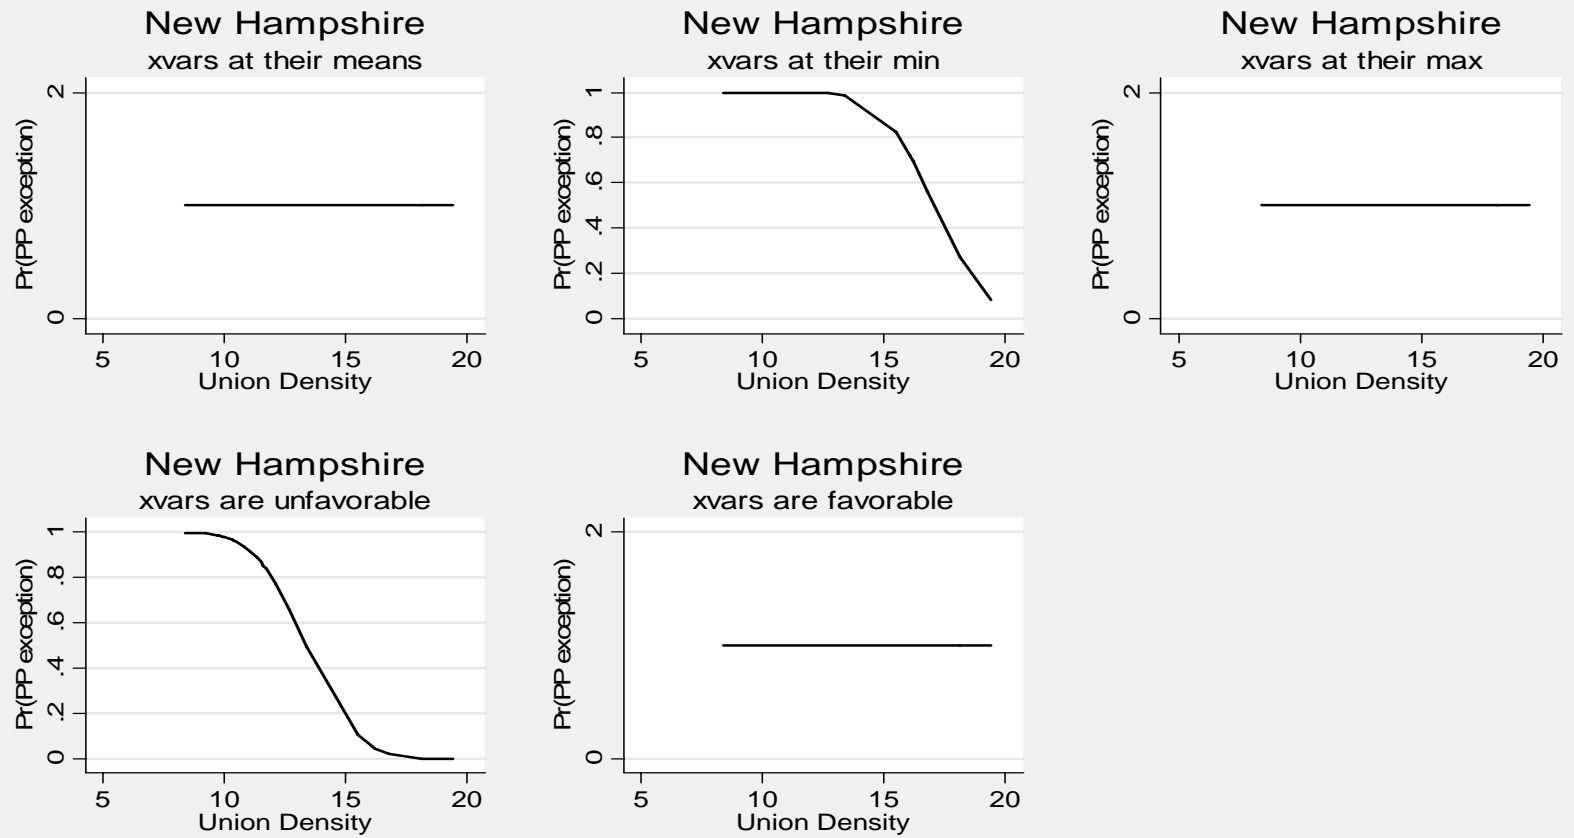 New Hampshire
xvars at their means
Pr(PP exception)
2
0
5 10 15 20
Union Density
New Hampshire
xvars at their min
Pr(PP exception)
1
.8
.6
.4
.2
0
5 10 15 20
Union Density
New Hampshire
xvars at their max
Pr(PP exception)
2
0
5 10 15 20
Union Density
New Hampshire
xvars are unfavorable
Pr(PP exception)
1
.8
.6
.4
.2
0
5 10 15 20
Union Density
New Hampshire
xvars are favorable
Pr(PP exception)
2
0
5 10 15 20
Union Density